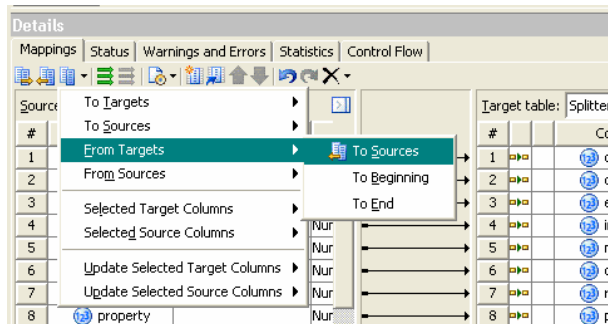 Details
Mappings Status Warnings and Errors Statistics Control Flow
Source
Target table: Splitter
To Targets
To Sources
From Targets
From Sources
Selected Target Columns
Selected Source Columns
Update Selected Target Columns
Update Selected Source Columns
To Sources
To Beginning
To End
# # Co
1 1
2 2
3 3
4 Nur 4
5 Nur 5
6 Nur 6
7 Nur 7
8 123 property Nur 8